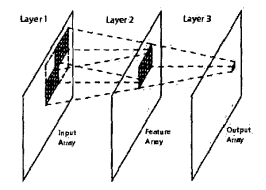 Layer 1
Layer 2
Layer 3
Input
Array
Feature
Array
Output
Array